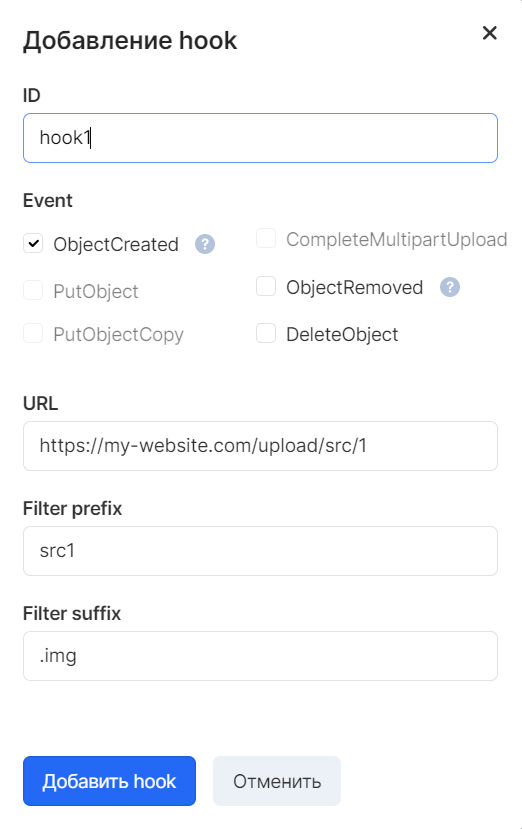 Добавление hook
ID
hook1
Event
ObjectCreated ?
CompleteMultipartUpload
PutObject
ObjectRemoved ?
PutObjectCopy
DeleteObject
URL
https://my-website.com/upload/src/1
Filter prefix
src1
Filter suffix
.img
Добавить hook
Отменить